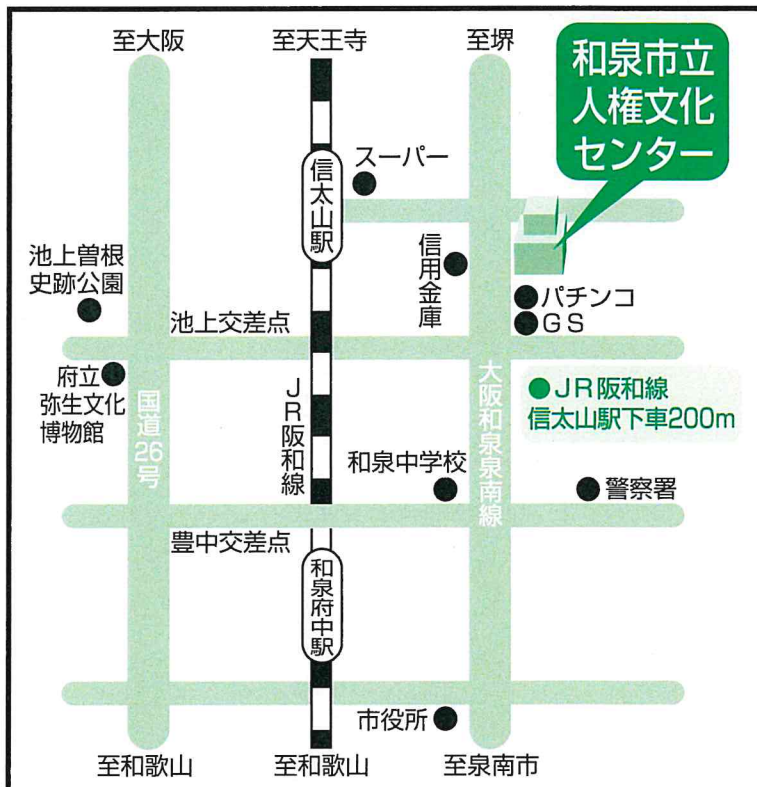 至大阪
至天王寺
至堺
和泉市立
人権文化
センター
スーパー
信太山駅
池上曽根
史跡公園
信用金庫
パチンコ
GS
池上交差点
府立
弥生文化
博物館
国道26号
JR阪和線
大阪和泉泉南線
●JR阪和線
信太山駅下車200m
和泉中学校
警察署
豊中交差点
和泉府中駅
市役所
至和歌山
至和歌山
至泉南市